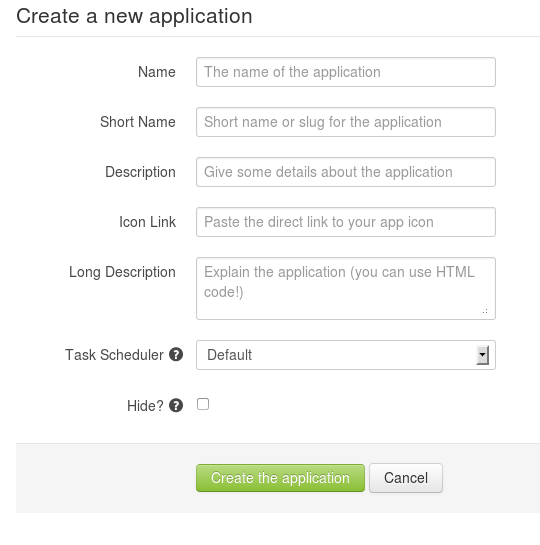 Create a new application
Name
The name of the application
Short Name
Short name or slug for the application
Description
Give some details about the application
Icon Link
Paste the direct link to your app icon
Long Description
Explain the application (you can use HTML
code!)
Task Scheduler ?
Default
Hide? ?
Create the application
Cancel